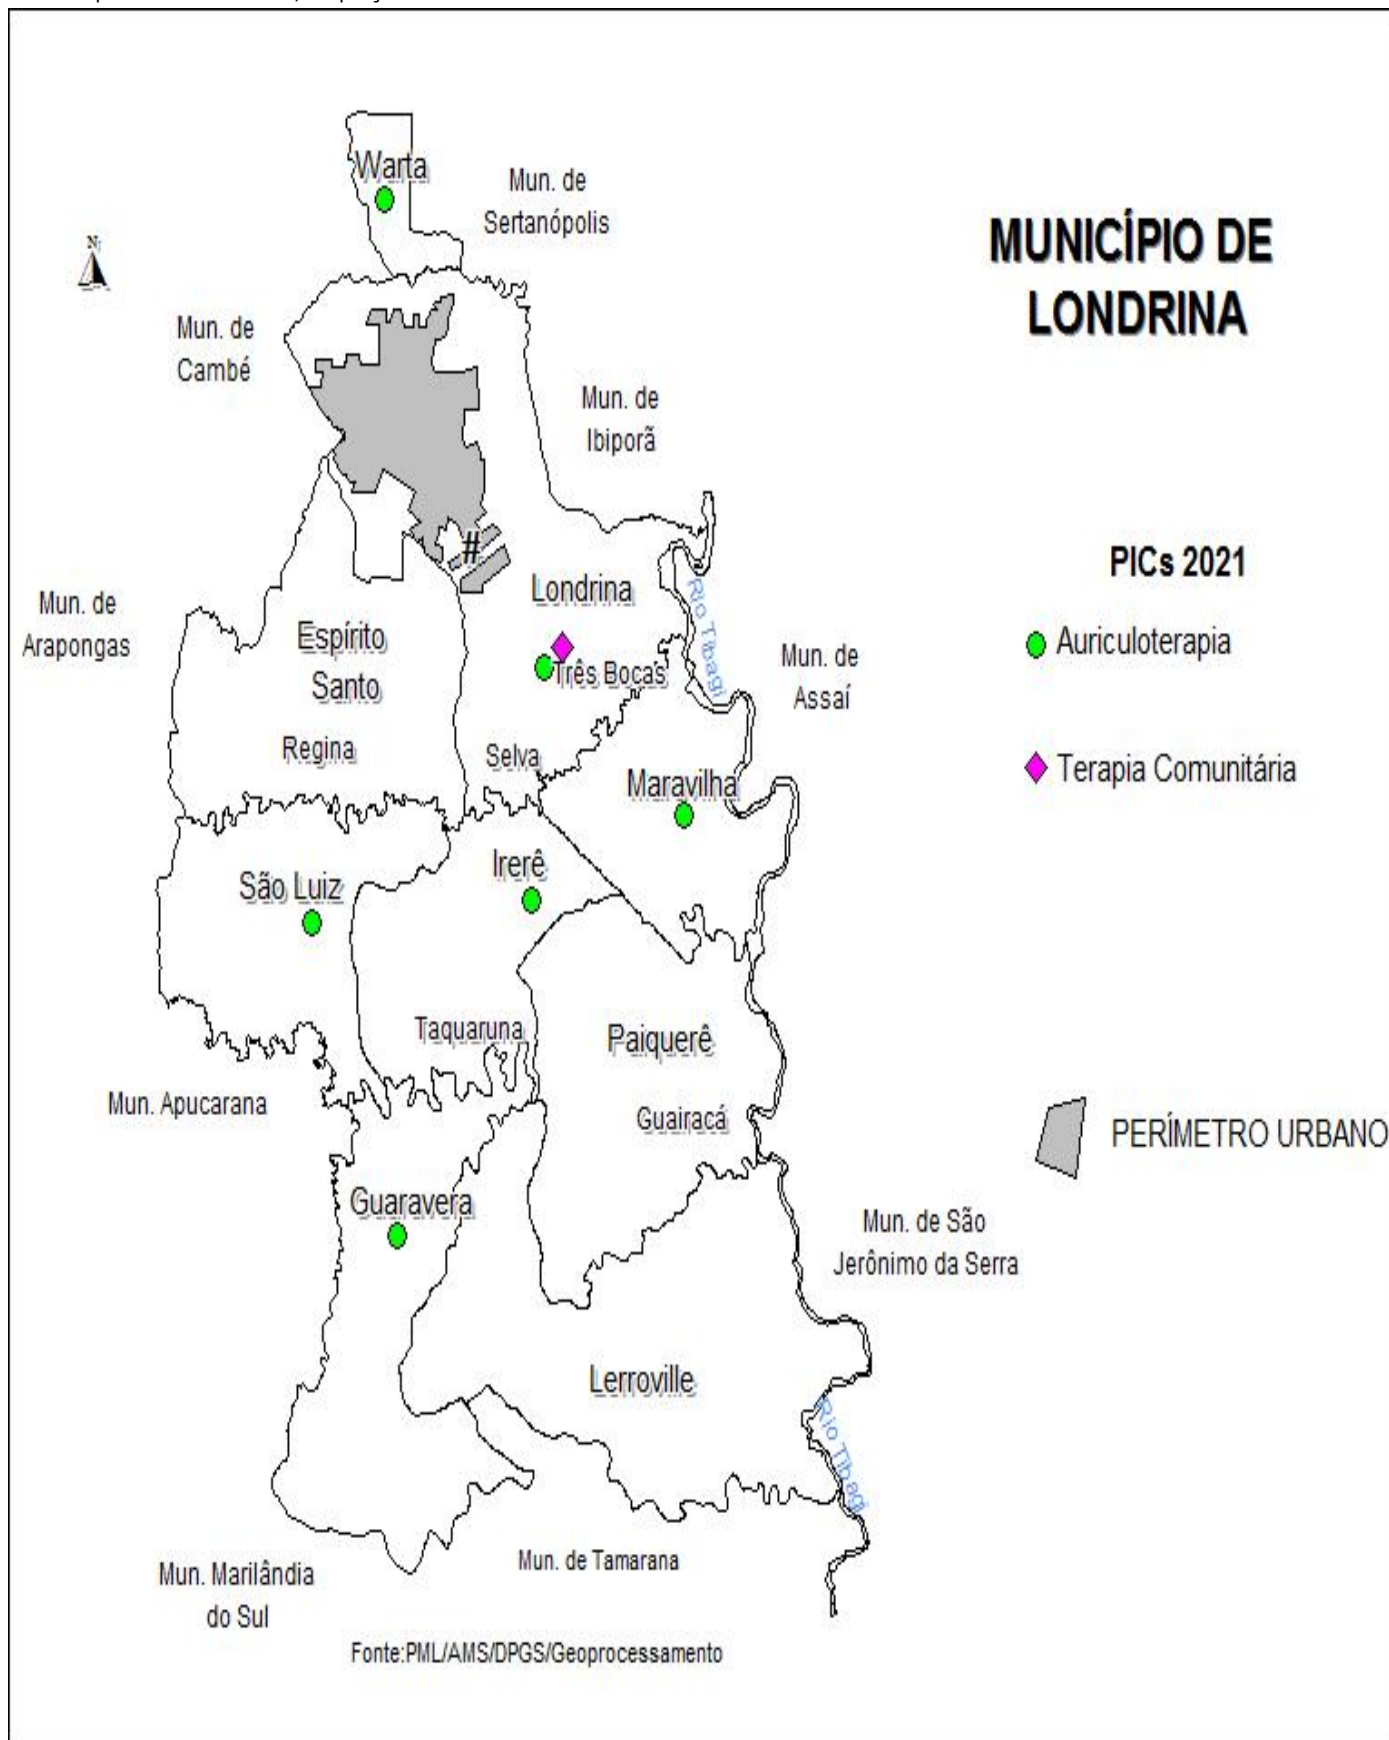 Warta
Mun. de
Sertanópolis
MUNICÍPIO DE
LONDRINA
N
Mun. de
Cambé
Mun. de
Ibiporã
#
PICs 2021
Londrina
Rio Tibagi
Mun. de
Arapongas
Espírito
Santo
Auriculoterapia
Três Bocas
Mun. de
Assaí
Regina
Selva
Maravilha
Terapia Comunitária
São Luiz
Irerê
Taquaruna
Paiquerê
Mun. Apucarana
Guairacá
PERÍMETRO URBANO
Guaravera
Mun. de São
Jerônimo da Serra
Lerroville
Rio Tibagi
Mun. Marilândia
do Sul
Mun. de Tamarana
Fonte:PML/AMS/DPGS/Geoprocessamento